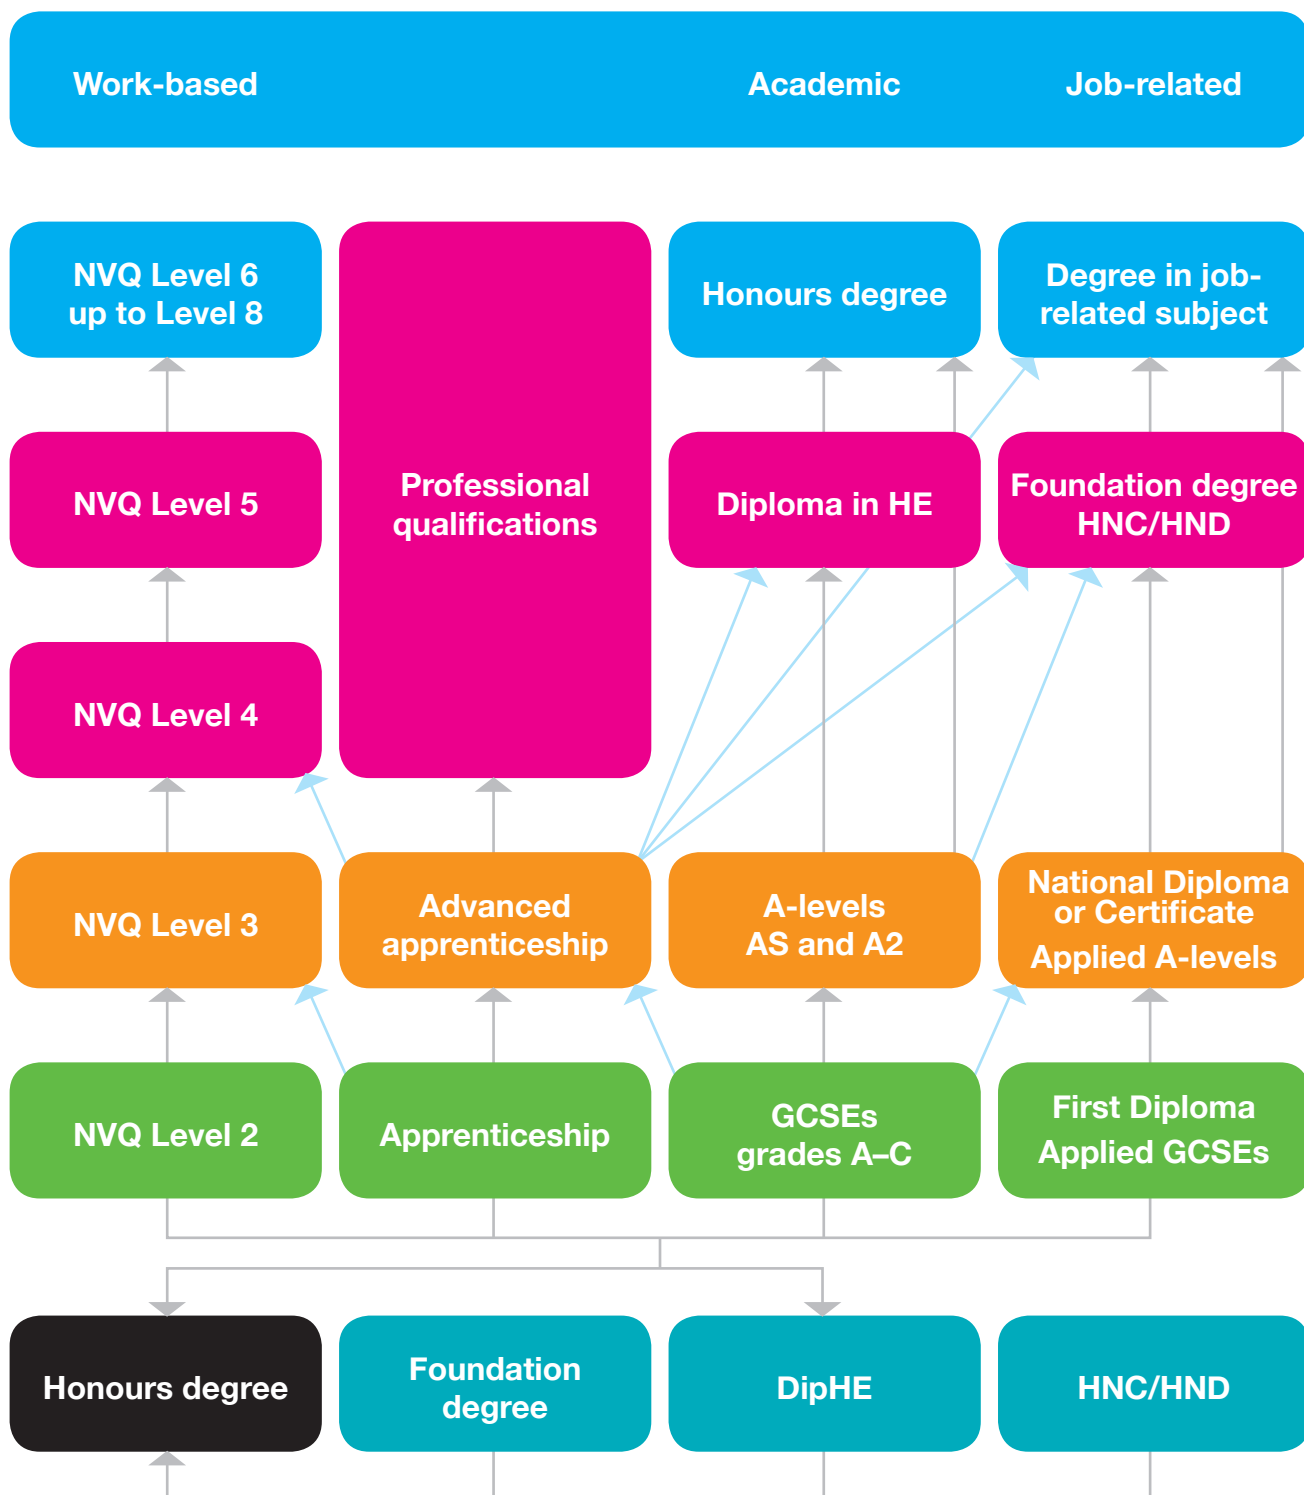 Work-based
Academic
Job-related
NVQ Level 6
up to Level 8
Professional
qualifications
Honours degree
Degree in job-
related subject
NVQ Level 5
Diploma in HE
Foundation degree
HNC/HND
NVQ Level 4
NVQ Level 3
Advanced
apprenticeship
A-levels
AS and A2
National Diploma
or Certificate
Applied A-levels
NVQ Level 2
Apprenticeship
GCSEs
grades A–C
First Diploma
Applied GCSEs
Honours degree
Foundation
degree
DipHE
HNC/HND